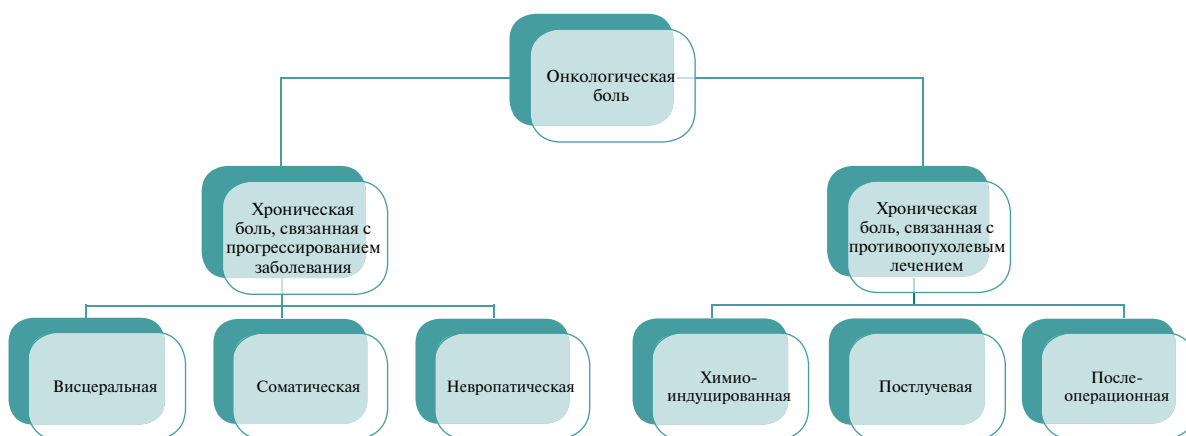 Онкологическая
боль
Хроническая
боль, связанная с
прогрессированием
заболевания
Хроническая
боль, связанная с
противоопухолевым
лечением
Висцеральная
Соматическая
Невропатическая
Химио-
индуцированная
Постлучевая
После-
операционная